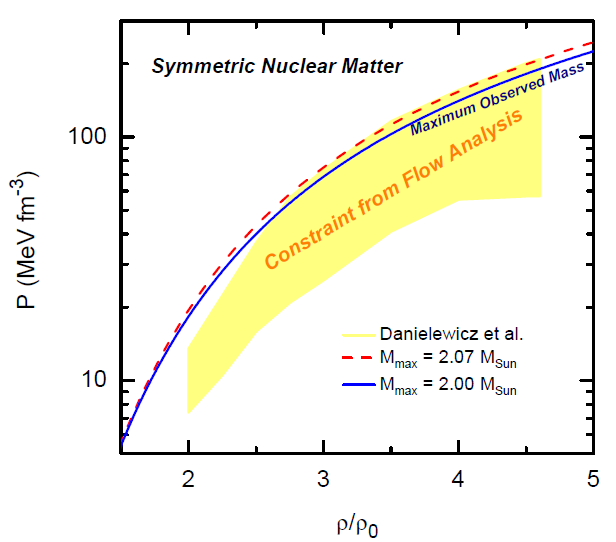 Symmetric Nuclear Matter
Maximum Observed Mass
100
Constraint from Flow Analysis
P (MeV fm⁻³)
Danielewicz et al.
M_max = 2.07 M_Sun
M_max = 2.00 M_Sun
10
2 3 4 5
ρ/ρ₀